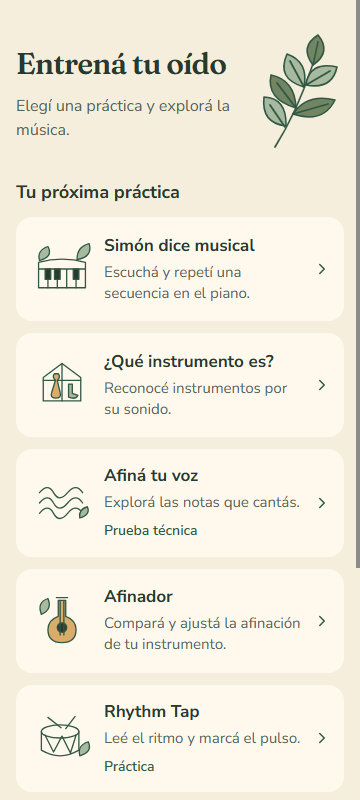 Entrená tu oído
Elegí una práctica y explorá la
música.
Tu próxima práctica
Simón dice musical
Escuchá y repetí una
secuencia en el piano.
¿Qué instrumento es?
Reconocé instrumentos por
su sonido.
Afiná tu voz
Explorá las notas que cantás.
Prueba técnica
Afinador
Compará y ajustá la afinación
de tu instrumento.
Rhythm Tap
Leé el ritmo y marcá el pulso.
Práctica